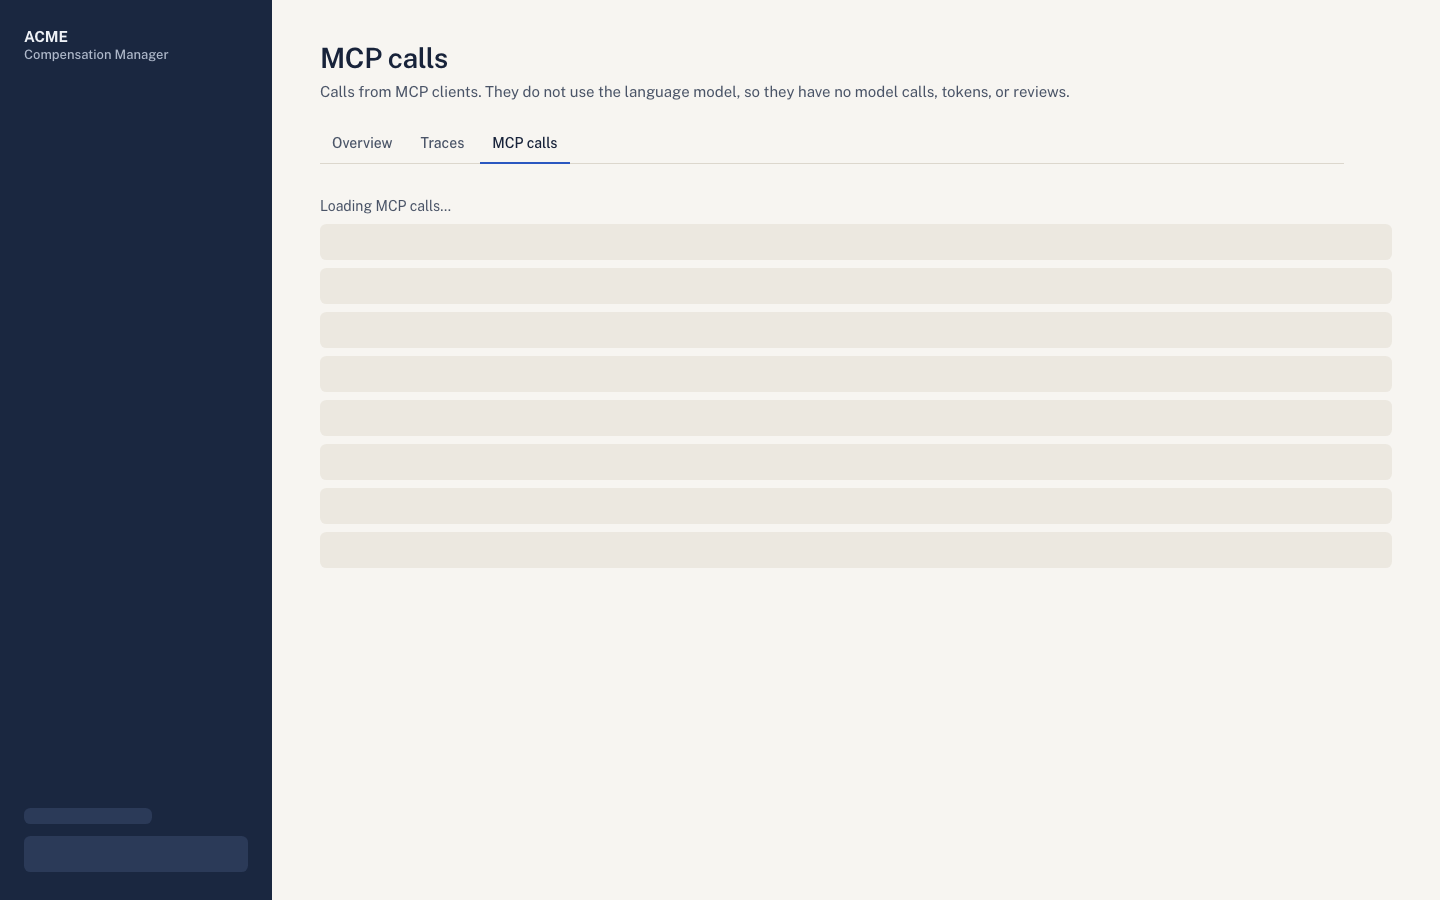 ACME
Compensation Manager
MCP calls
Calls from MCP clients. They do not use the language model, so they have no model calls, tokens, or reviews.
Overview
Traces
MCP calls
Loading MCP calls...